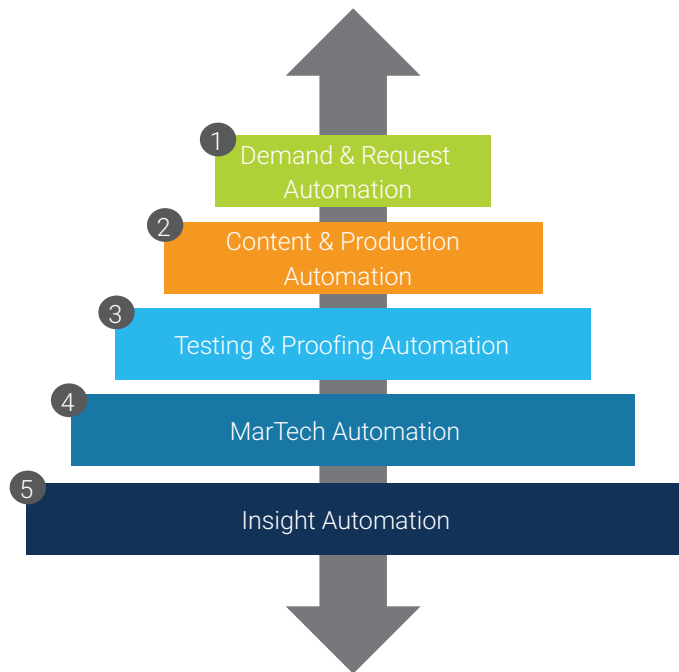 1
Demand & Request
Automation
2
Content & Production
Automation
3
Testing & Proofing Automation
4
MarTech Automation
5
Insight Automation